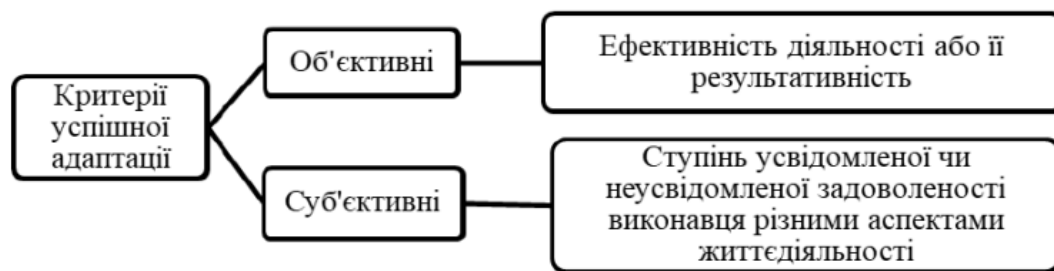 Критерії
успішної
адаптації
Об'єктивні
Ефективність діяльності або її
результативність
Суб'єктивні
Ступінь усвідомленої чи
неусвідомленої задоволеності
виконавця різними аспектами
життєдіяльності